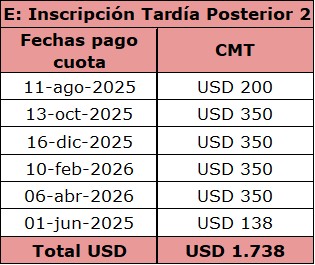 E: Inscripción Tardía Posterior 2
Fechas pago cuota CMT
11-ago-2025 USD 200
13-oct-2025 USD 350
16-dic-2025 USD 350
10-feb-2026 USD 350
06-abr-2026 USD 350
01-jun-2025 USD 138
Total USD USD 1.738